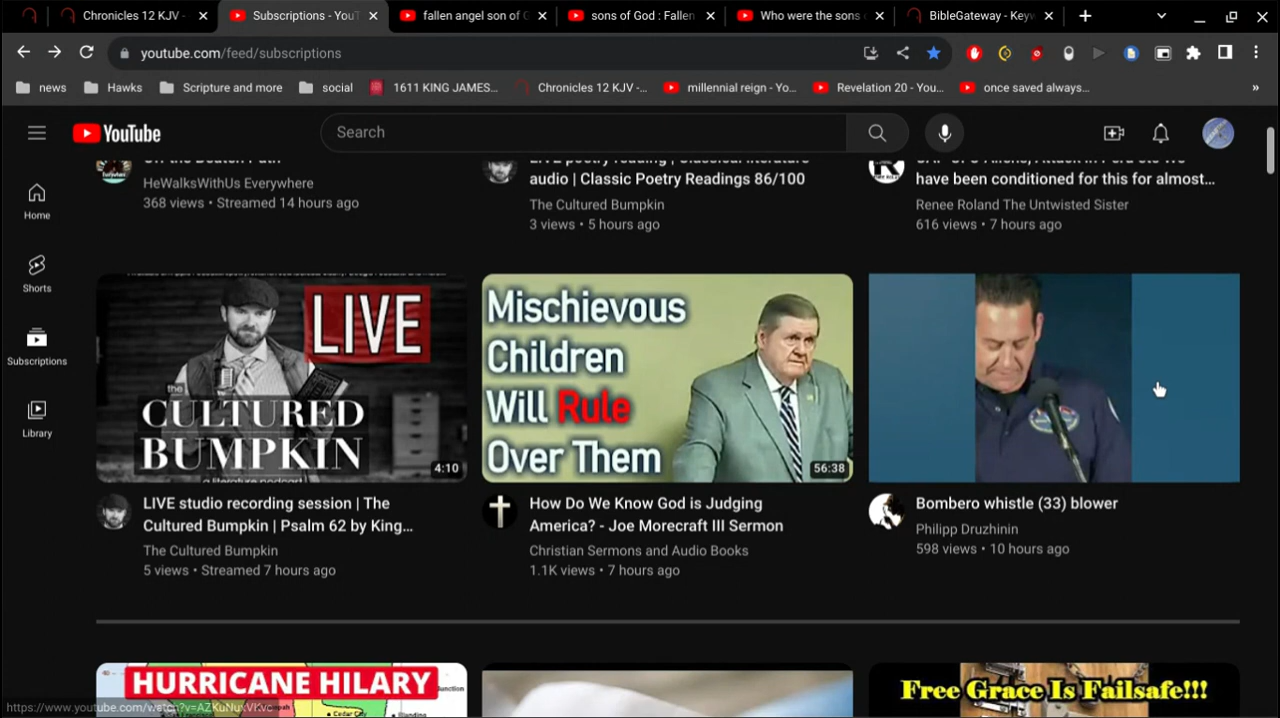 Chronicles 12 KJV -
Subscriptions - YouT
fallen angel son of G
sons of God : Fallen
Who were the sons
BibleGateway - Keyw
youtube.com/feed/subscriptions
news
Hawks
Scripture and more
social
1611 KING JAMES...
Chronicles 12 KJV -...
millennial reign - Yo...
Revelation 20 - You...
once saved always...
»
YouTube
Search
Home
Shorts
Subscriptions
Library
Off the Beaten Path
HeWalksWithUs Everywhere
368 views • Streamed 14 hours ago
LIVE poetry reading | Classical literature
audio | Classic Poetry Readings 86/100
The Cultured Bumpkin
3 views • 5 hours ago
have been conditioned for this for almost...
Renee Roland The Untwisted Sister
616 views • 7 hours ago
LIVE
the
CULTURED
BUMPKIN
a literature podcast
4:10
LIVE studio recording session | The
Cultured Bumpkin | Psalm 62 by King...
The Cultured Bumpkin
5 views • Streamed 7 hours ago
Mischievous
Children
Will Rule
Over Them
56:38
How Do We Know God is Judging
America? - Joe Morecraft III Sermon
Christian Sermons and Audio Books
1.1K views • 7 hours ago
Bombero whistle (33) blower
Philipp Druzhinin
598 views • 10 hours ago
HURRICANE HILARY
Cedar City
Free Grace Is Failsafe!!!